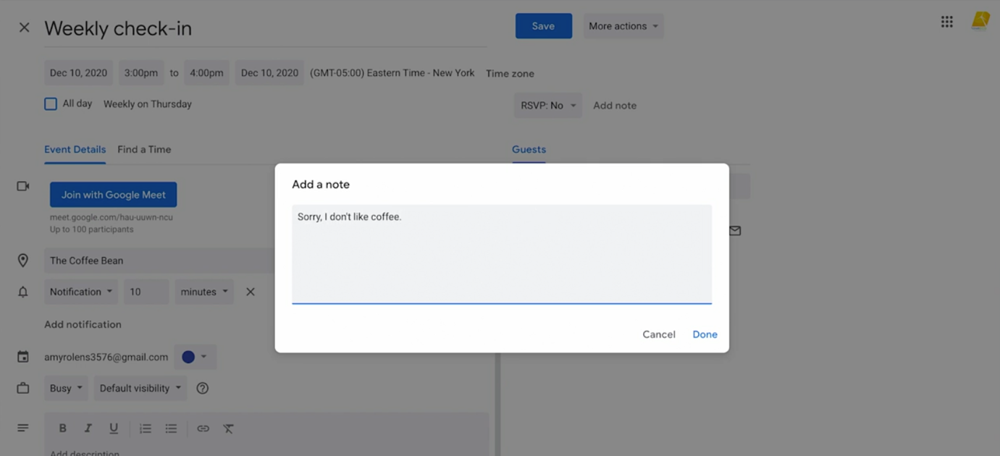 Weekly check-in
Save
More actions
Dec 10, 2020 3:00pm to 4:00pm Dec 10, 2020 (GMT-05:00) Eastern Time - New York Time zone
All day Weekly on Thursday
RSVP: No Add note
Event Details Find a Time
Guests
Join with Google Meet
meet.google.com/hau-uuwn-ncu
Up to 100 participants
The Coffee Bean
Notification 10 minutes
Add notification
amyrolens3576@gmail.com
Busy Default visibility
B I U
Add description
Add a note
Sorry, I don't like coffee.
Cancel Done